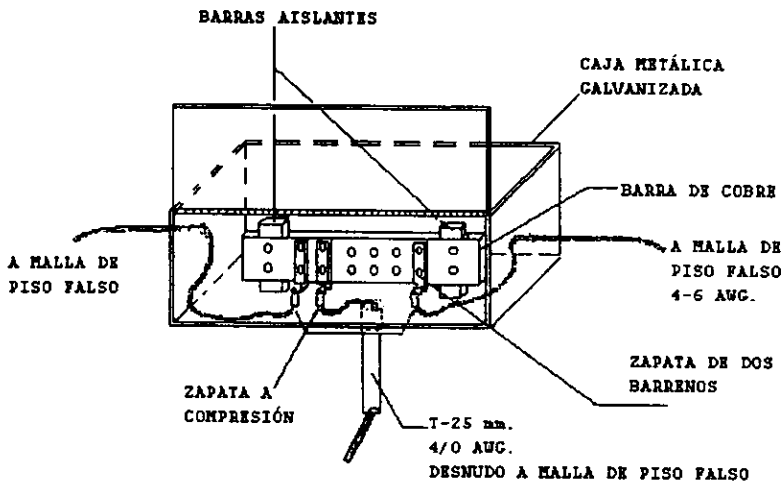 BARRAS AISLANTES
CAJA METÁLICA
GALVANIZADA
BARRA DE COBRE
A MALLA DE
PISO FALSO
A MALLA DE
PISO FALSO
4-6 AWG.
ZAPATA DE DOS
BARRENOS
ZAPATA A
COMPRESIÓN
T-25 mm.
4/0 AWG.
DESNUDO A MALLA DE PISO FALSO